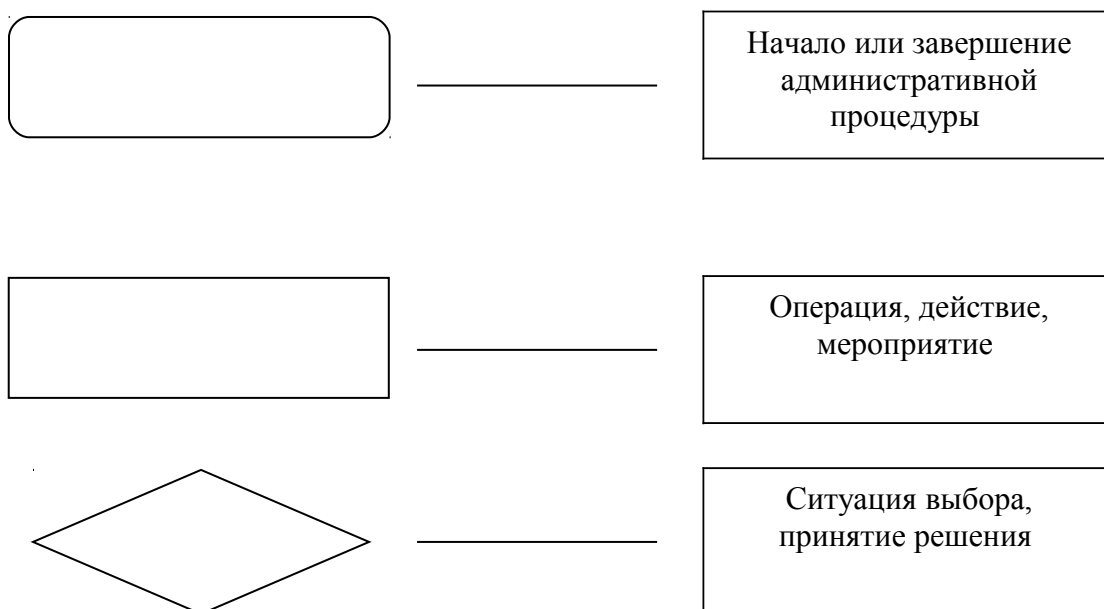 Начало или завершение
административной
процедуры
Операция, действие,
мероприятие
Ситуация выбора,
принятие решения